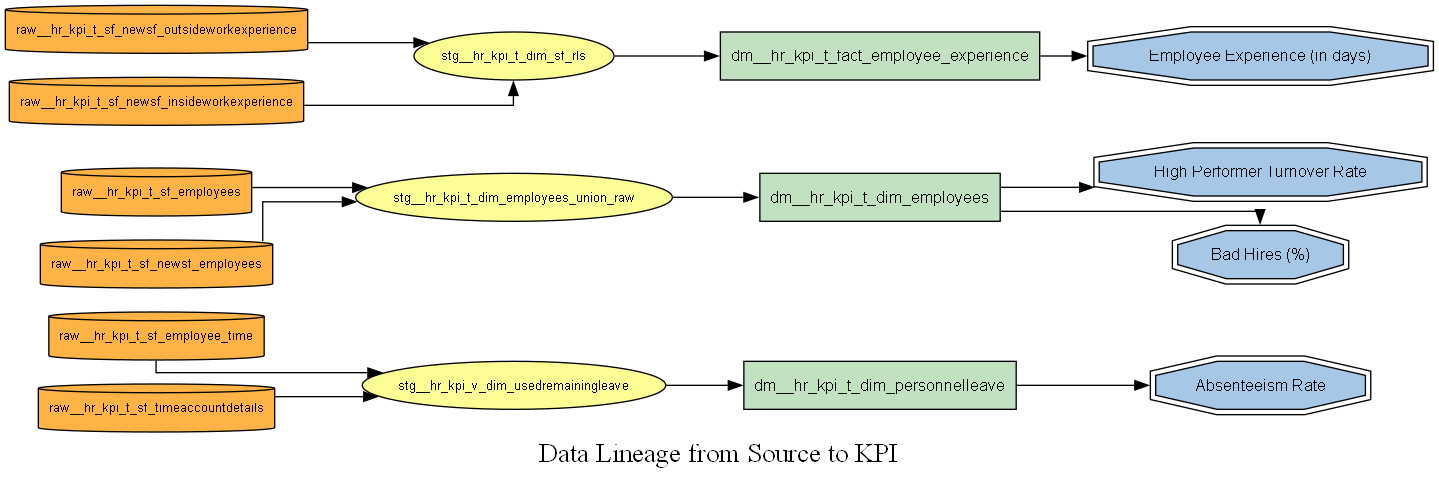 raw__hr_kpi_t_sf_newsf_outsideworkexperience
stg__hr_kpi_t_dim_sf_rls
dm__hr_kpi_t_fact_employee_experience
Employee Experience (in days)
raw__hr_kpi_t_sf_newsf_insideworkexperience
raw__hr_kpi_t_sf_employees
stg__hr_kpi_t_dim_employees_union_raw
dm__hr_kpi_t_dim_employees
High Performer Turnover Rate
raw__hr_kpi_t_sf_newsf_employees
Bad Hires (%)
raw__hr_kpi_t_sf_employee_time
stg__hr_kpi_v_dim_usedremainingleave
dm__hr_kpi_t_dim_personnelleave
Absenteeism Rate
raw__hr_kpi_t_sf_timeaccountdetails
Data Lineage from Source to KPI